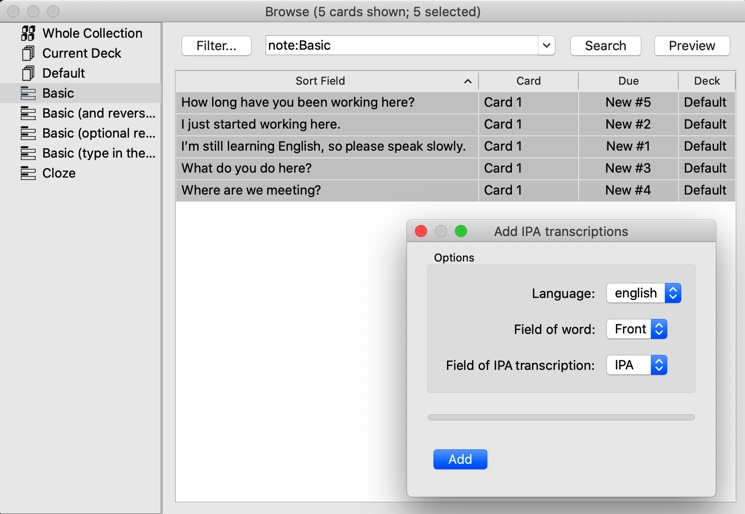 Browse (5 cards shown; 5 selected)
Whole Collection
Current Deck
Default
Basic
Basic (and revers...
Basic (optional re...
Basic (type in the...
Cloze
Filter...
note:Basic
Search
Preview
Sort Field Card Due Deck
How long have you been working here? Card 1 New #5 Default
I just started working here. Card 1 New #2 Default
I’m still learning English, so please speak slowly. Card 1 New #1 Default
What do you do here? Card 1 New #3 Default
Where are we meeting? Card 1 New #4 Default
Add IPA transcriptions
Options
Language: english
Field of word: Front
Field of IPA transcription: IPA
Add